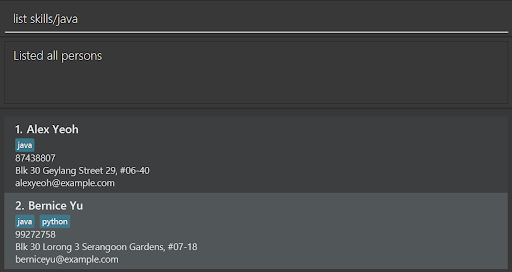 list skills/java
Listed all persons
1. Alex Yeoh
java
87438807
Blk 30 Geylang Street 29, #06-40
alexyeoh@example.com
2. Bernice Yu
java python
99272758
Blk 30 Lorong 3 Serangoon Gardens, #07-18
berniceyu@example.com